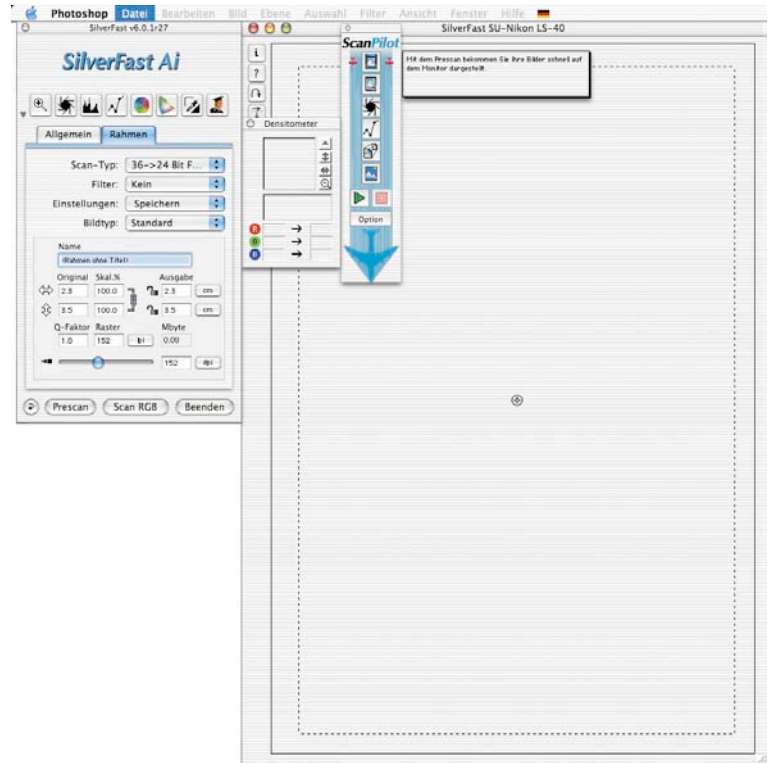 Photoshop Datei Bearbeiten Bild Ebene Auswahl Filter Ansicht Fenster Hilfe
SilverFast v6.0.1r27
SilverFast Ai
Allgemein Rahmen
Scan-Typ: 36->24 Bit F...
Filter: Kein
Einstellungen: Speichern
Bildtyp: Standard
Name
<Rahmen ohne Titel>
Original Skal.% Ausgabe
2.3 100.0 2.3 cm
3.5 100.0 3.5 cm
Q-Faktor Raster Mbyte
1.0 152 lpi 0.00
152 dpi
Prescan Scan RGB Beenden
SilverFast SU-Nikon LS-40
i
?
Densitometer
R
G
B
ScanPilot
Option
Mit dem Prescan bekommen Sie Ihre Bilder schnell auf
dem Monitor dargestellt.